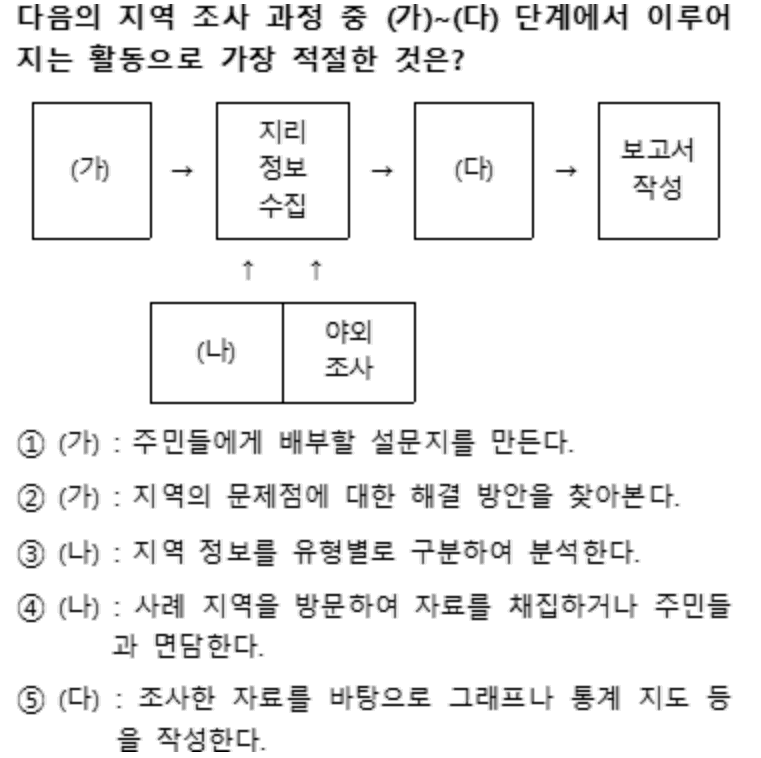 다음의 지역 조사 과정 중 (가)~(다) 단계에서 이루어
지는 활동으로 가장 적절한 것은?
(가)
→
지리
정보
수집
→
(다)
→
보고서
작성
↑ ↑
(나)
야외
조사
① (가) : 주민들에게 배부할 설문지를 만든다.
② (가) : 지역의 문제점에 대한 해결 방안을 찾아본다.
③ (나) : 지역 정보를 유형별로 구분하여 분석한다.
④ (나) : 사례 지역을 방문하여 자료를 채집하거나 주민들
과 면담한다.
⑤ (다) : 조사한 자료를 바탕으로 그래프나 통계 지도 등
을 작성한다.